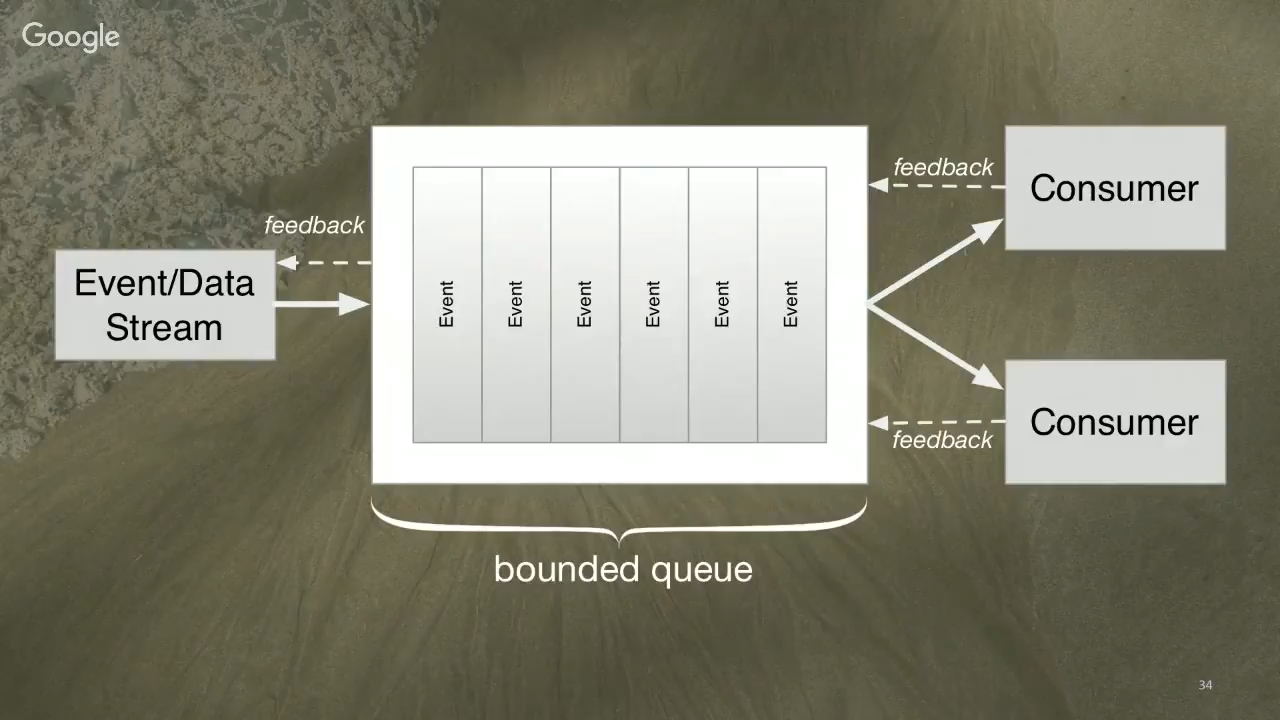 Google
feedback
Event/Data
Stream
Event
Event
Event
Event
Event
Event
feedback
Consumer
feedback
Consumer
bounded queue
34